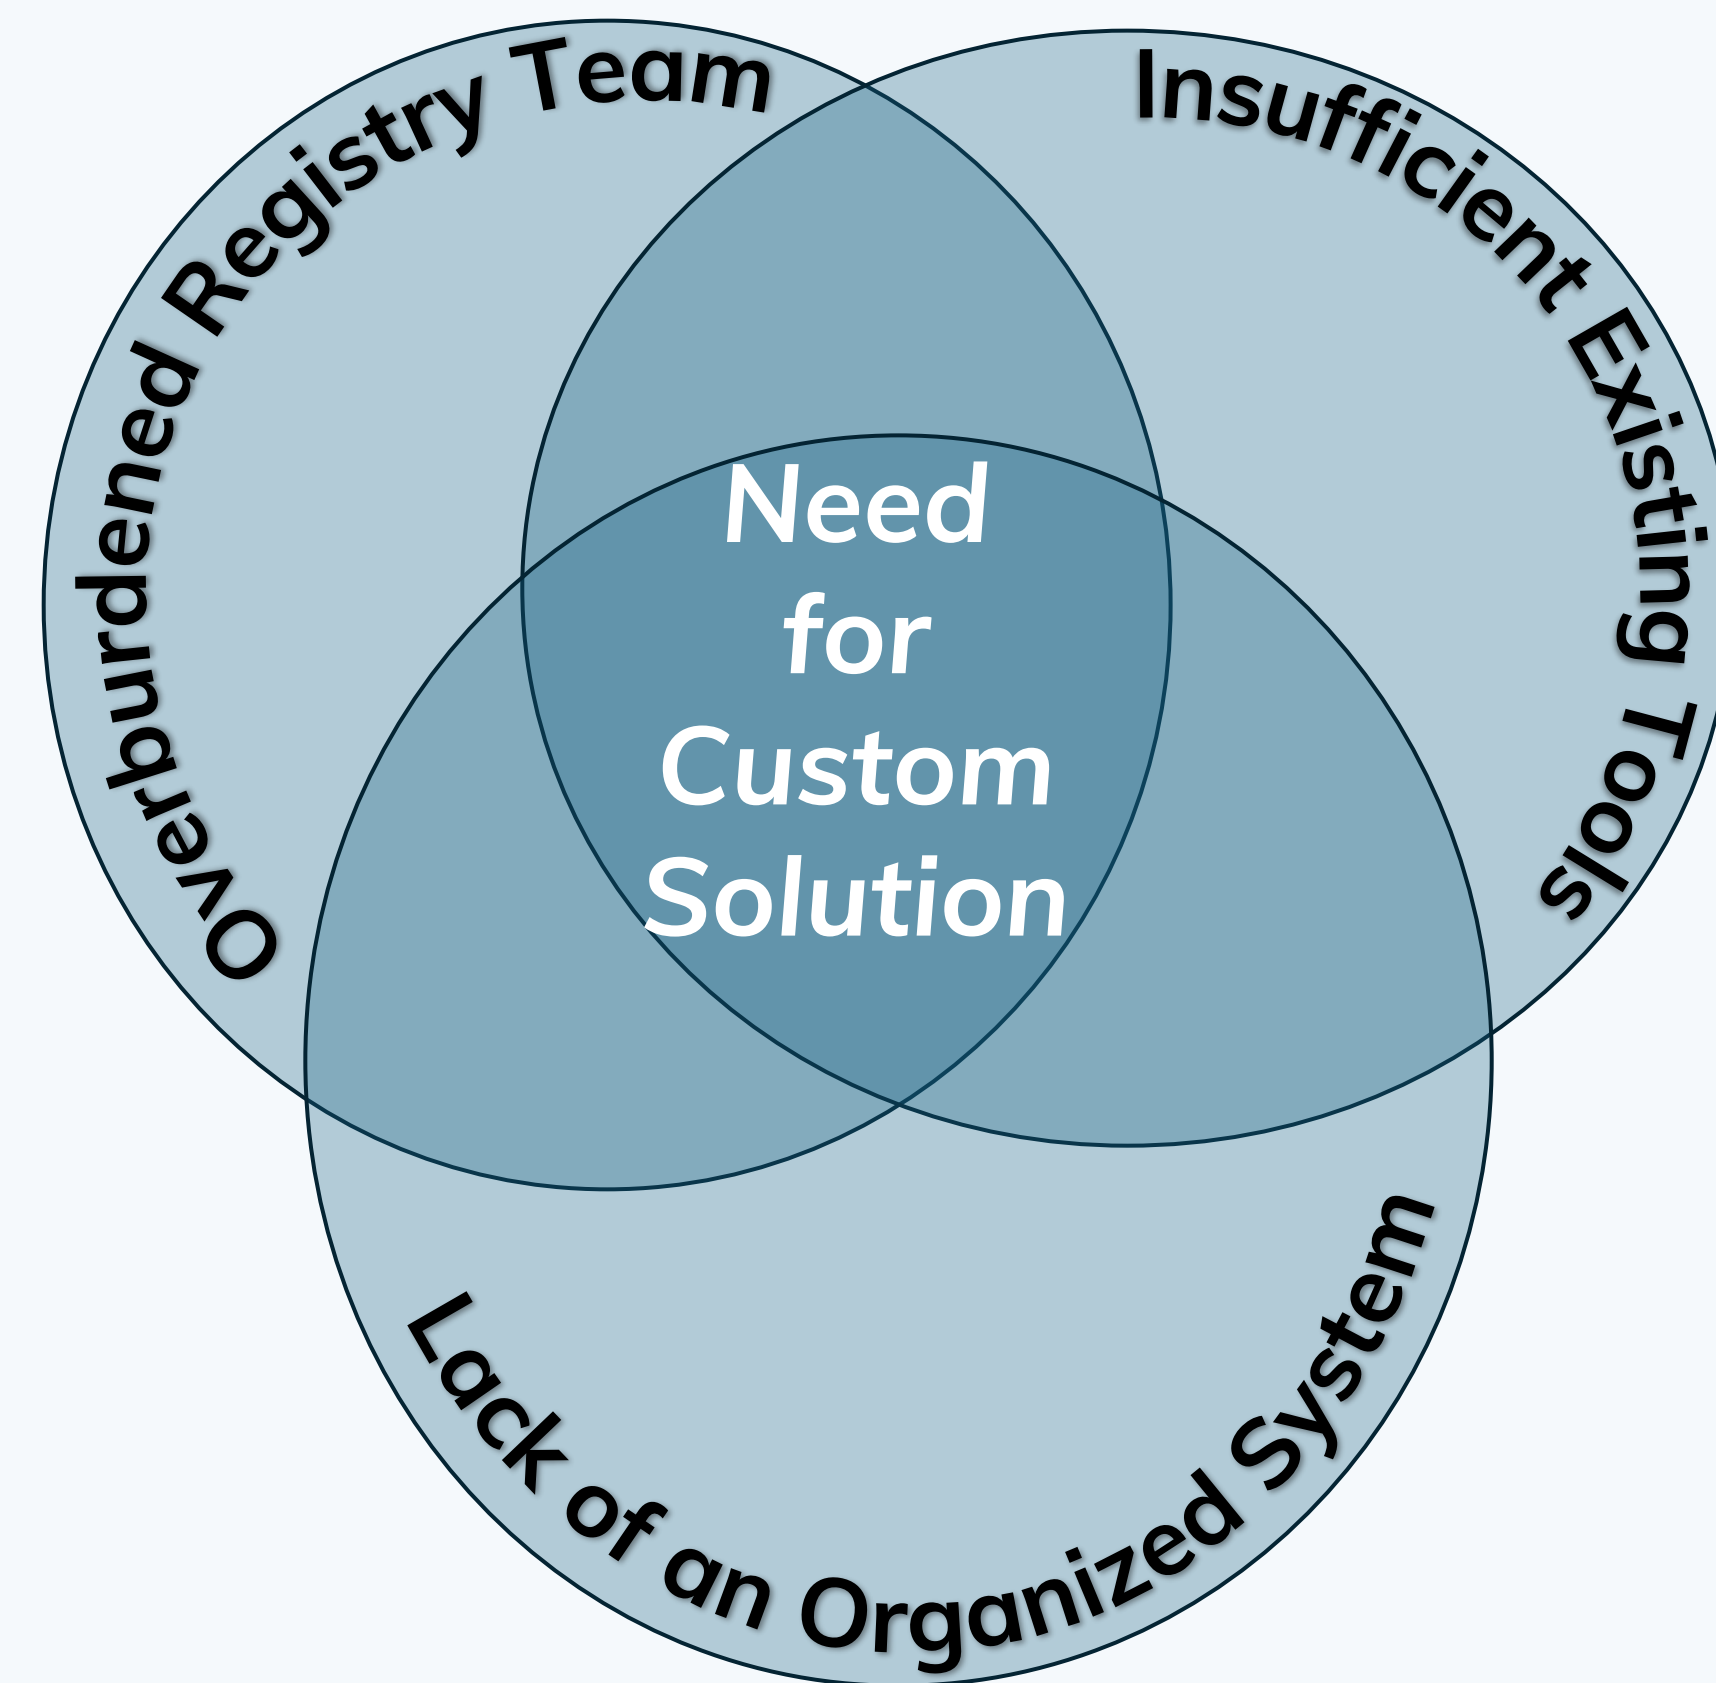 Overburdened Registry Team
Insufficient Existing Tools
Need
for
Custom
Solution
Lack of an Organized System